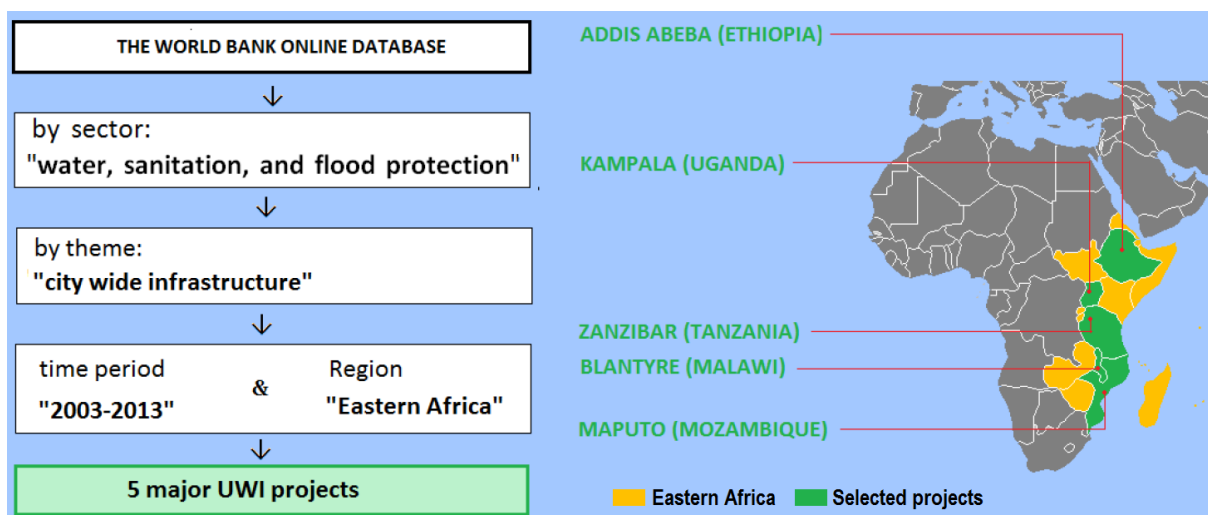 THE WORLD BANK ONLINE DATABASE
by sector:
"water, sanitation, and flood protection"
by theme:
"city wide infrastructure"
time period & Region
"2003-2013" "Eastern Africa"
5 major UWI projects
ADDIS ABEBA (ETHIOPIA)
KAMPALA (UGANDA)
ZANZIBAR (TANZANIA)
BLANTYRE (MALAWI)
MAPUTO (MOZAMBIQUE)
Eastern Africa Selected projects